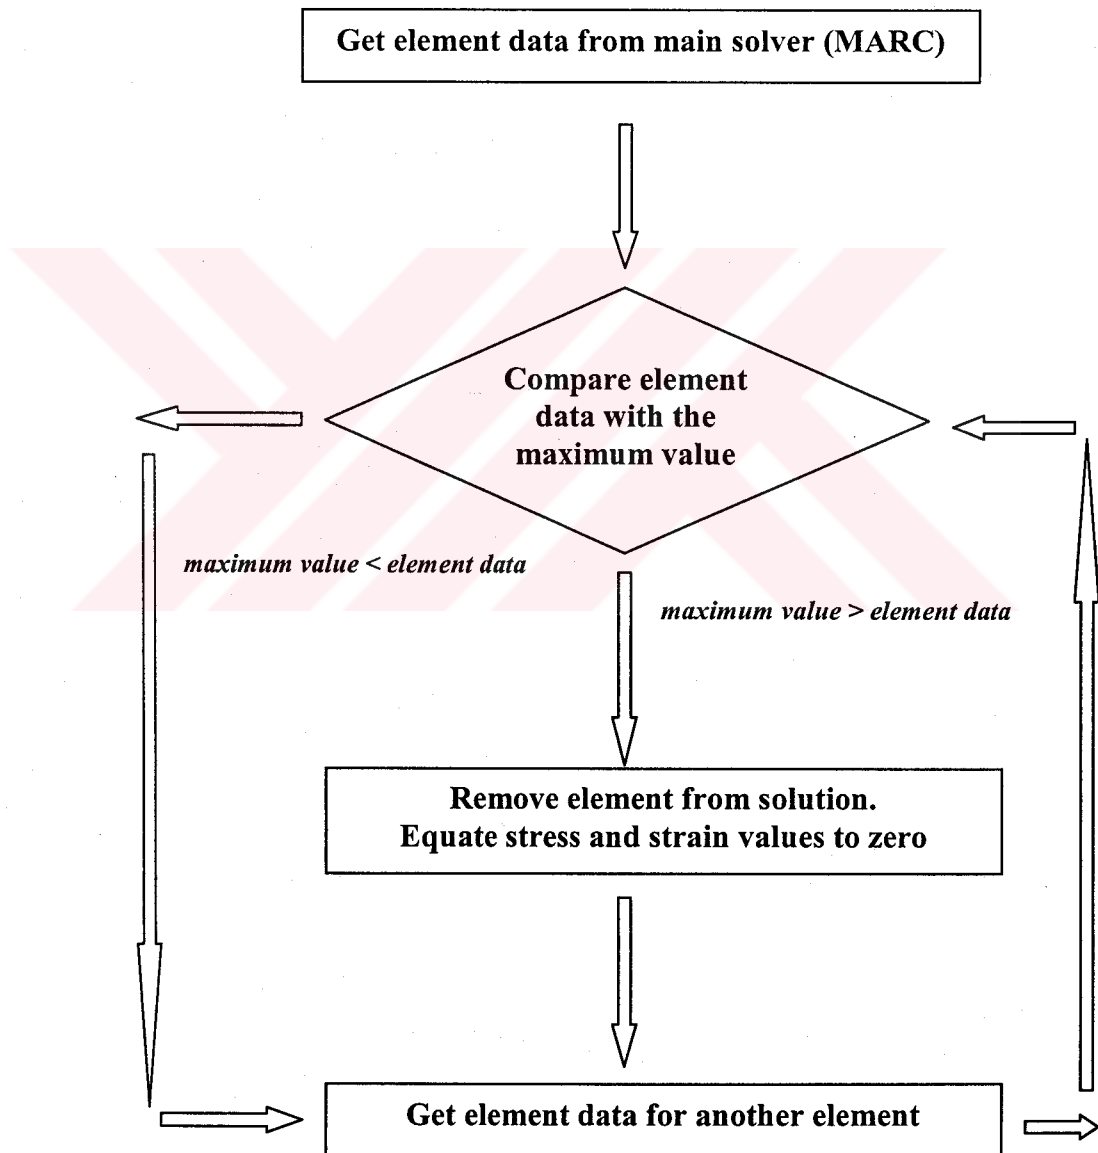 Get element data from main solver (MARC)
Compare element
data with the
maximum value
maximum value < element data
maximum value > element data
Remove element from solution.
Equate stress and strain values to zero
Get element data for another element